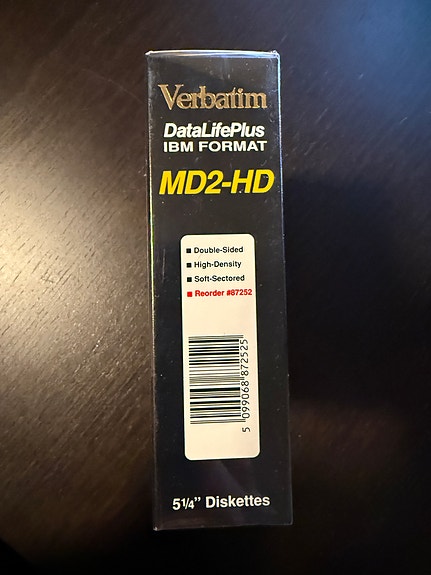 Verbatim
DataLifePlus
IBM FORMAT
MD2-HD
■ Double-Sided
■ High-Density
■ Soft-Sectored
■ Reorder #87252
5 099068 872525
5¼" Diskettes